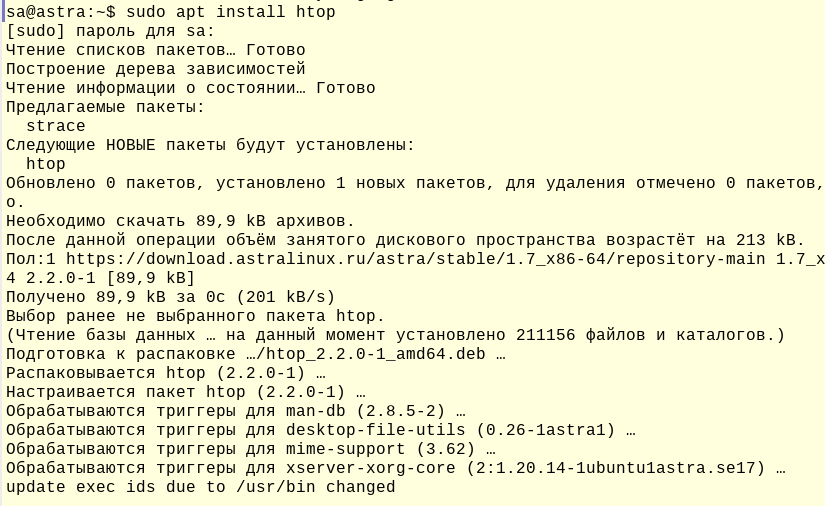 sa@astra:~$ sudo apt install htop
[sudo] пароль для sa:
Чтение списков пакетов… Готово
Построение дерева зависимостей
Чтение информации о состоянии… Готово
Предлагаемые пакеты:
  strace
Следующие НОВЫЕ пакеты будут установлены:
  htop
Обновлено 0 пакетов, установлено 1 новых пакетов, для удаления отмечено 0 пакетов,
о.
Необходимо скачать 89,9 kB архивов.
После данной операции объём занятого дискового пространства возрастёт на 213 kB.
Пол:1 https://download.astralinux.ru/astra/stable/1.7_x86-64/repository-main 1.7_x
4 2.2.0-1 [89,9 kB]
Получено 89,9 kB за 0с (201 kB/s)
Выбор ранее не выбранного пакета htop.
(Чтение базы данных … на данный момент установлено 211156 файлов и каталогов.)
Подготовка к распаковке …/htop_2.2.0-1_amd64.deb …
Распаковывается htop (2.2.0-1) …
Настраивается пакет htop (2.2.0-1) …
Обрабатываются триггеры для man-db (2.8.5-2) …
Обрабатываются триггеры для desktop-file-utils (0.26-1astra1) …
Обрабатываются триггеры для mime-support (3.62) …
Обрабатываются триггеры для xserver-xorg-core (2:1.20.14-1ubuntu1astra.se17) …
update exec ids due to /usr/bin changed